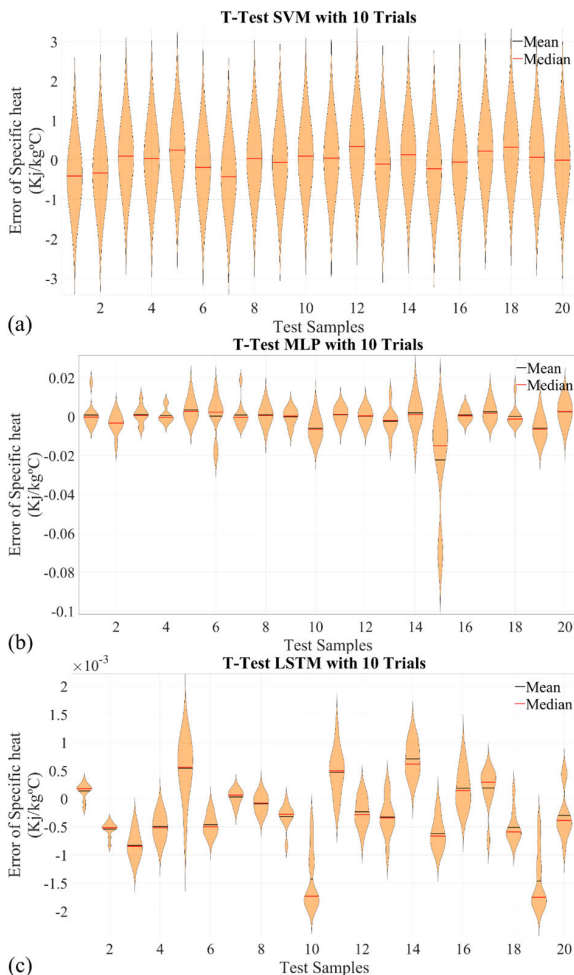 T-Test SVM with 10 Trials
Mean
Median
3
2
1
0
-1
-2
-3
Error of Specific heat
(Kj/kgºC)
2 4 6 8 10 12 14 16 18 20
Test Samples
(a)
T-Test MLP with 10 Trials
Mean
Median
0.02
0
-0.02
-0.04
-0.06
-0.08
-0.1
Error of Specific heat
(Kj/kgºC)
2 4 6 8 10 12 14 16 18 20
Test Samples
(b)
T-Test LSTM with 10 Trials
×10⁻³
Mean
Median
2
1.5
1
0.5
0
-0.5
-1
-1.5
-2
Error of Specific heat
(Kj/kgºC)
2 4 6 8 10 12 14 16 18 20
Test Samples
(c)